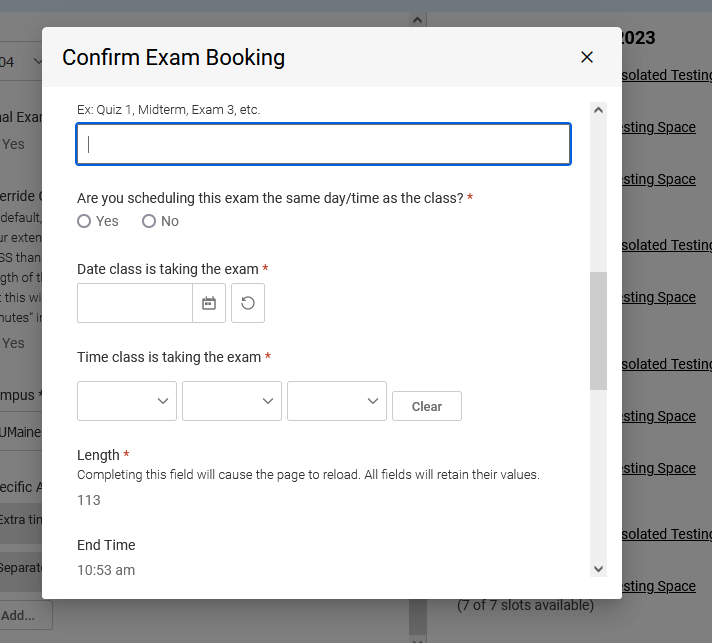 Confirm Exam Booking
Ex: Quiz 1, Midterm, Exam 3, etc.
Are you scheduling this exam the same day/time as the class? *
Yes No
Date class is taking the exam *
Time class is taking the exam *
Clear
Length *
Completing this field will cause the page to reload. All fields will retain their values.
113
End Time
10:53 am
04
nal Exar
Yes
erride
default,
ur exten
SS than
gth of th
t this wi
nutes" in
Yes
mpus *
UMaine
ecific A
Extra tin
Separat
Add...
2023
solated Testing
esting Space
esting Space
solated Testing
esting Space
solated Testing
esting Space
esting Space
solated Testing
esting Space
(7 of 7 slots available)